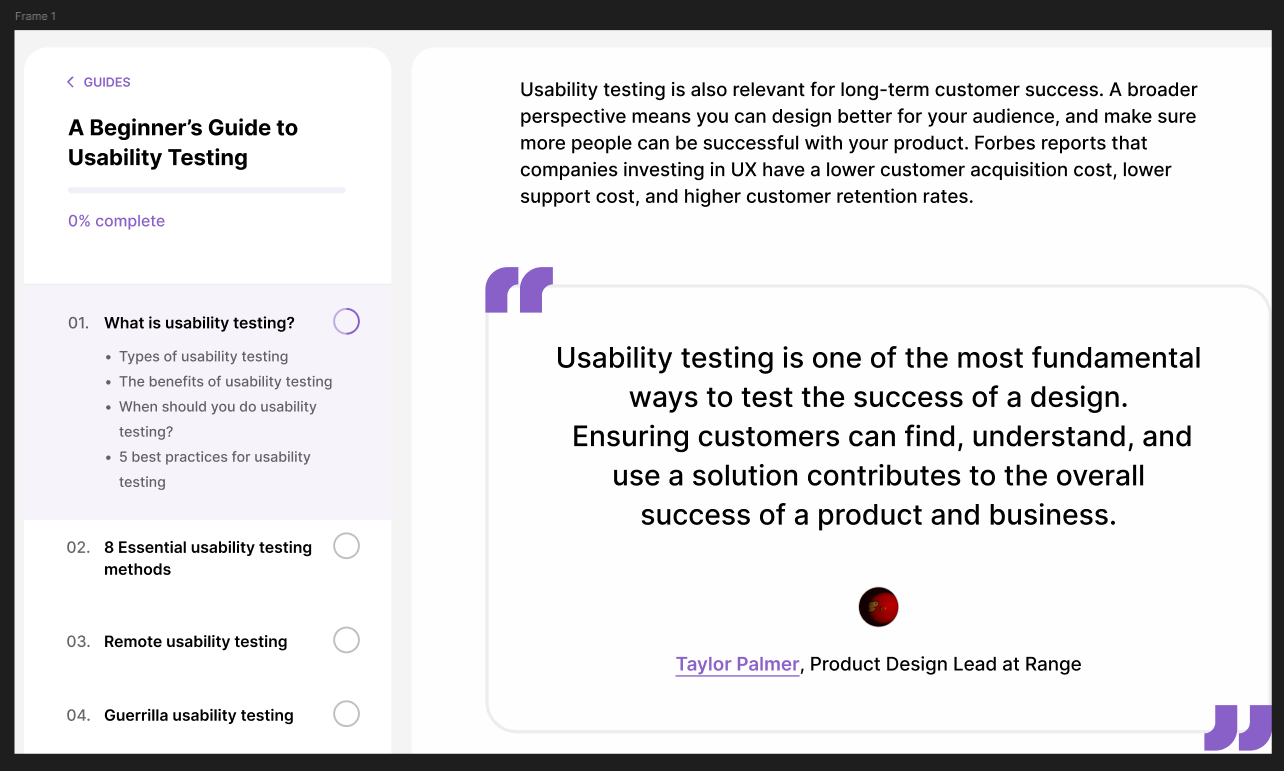 Frame 1
GUIDES
A Beginner’s Guide to
Usability Testing
0% complete
01. What is usability testing?
• Types of usability testing
• The benefits of usability testing
• When should you do usability
testing?
• 5 best practices for usability
testing
02. 8 Essential usability testing
methods
03. Remote usability testing
04. Guerrilla usability testing
Usability testing is also relevant for long-term customer success. A broader
perspective means you can design better for your audience, and make sure
more people can be successful with your product. Forbes reports that
companies investing in UX have a lower customer acquisition cost, lower
support cost, and higher customer retention rates.
Usability testing is one of the most fundamental
ways to test the success of a design.
Ensuring customers can find, understand, and
use a solution contributes to the overall
success of a product and business.
Taylor Palmer, Product Design Lead at Range